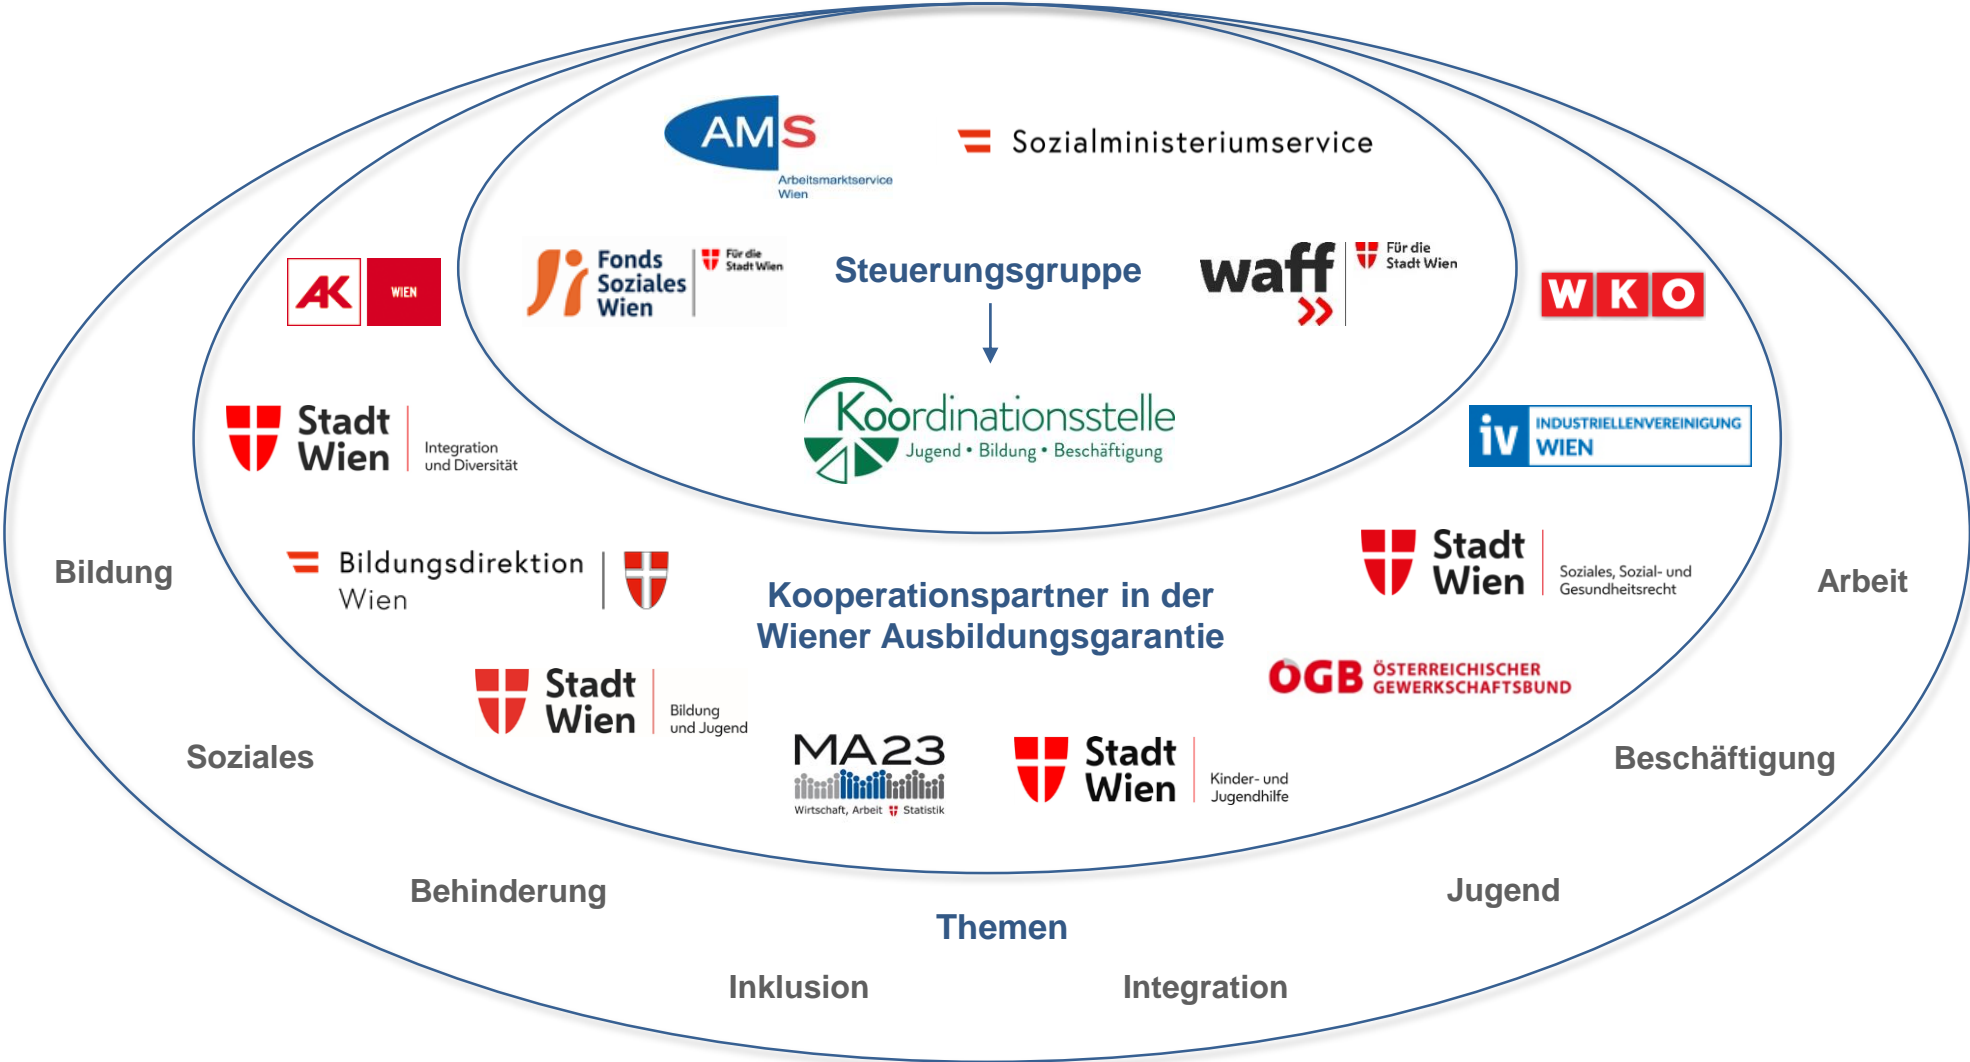 AMS
Arbeitsmarktservice
Wien
Sozialministeriumservice
Fonds
Soziales
Wien
Für die
Stadt Wien
Steuerungsgruppe
waff
Für die
Stadt Wien
AK
WIEN
WKO
Koordinationsstelle
Jugend • Bildung • Beschäftigung
Stadt
Wien
Integration
und Diversität
iv
INDUSTRIELLENVEREINIGUNG
WIEN
Bildung
Bildungsdirektion
Wien
Kooperationspartner in der
Wiener Ausbildungsgarantie
Stadt
Wien
Soziales, Sozial- und
Gesundheitsrecht
Arbeit
Stadt
Wien
Bildung
und Jugend
ÖGB
ÖSTERREICHISCHER
GEWERKSCHAFTSBUND
Soziales
MA23
Wirtschaft, Arbeit Statistik
Stadt
Wien
Kinder- und
Jugendhilfe
Beschäftigung
Behinderung
Themen
Jugend
Inklusion
Integration